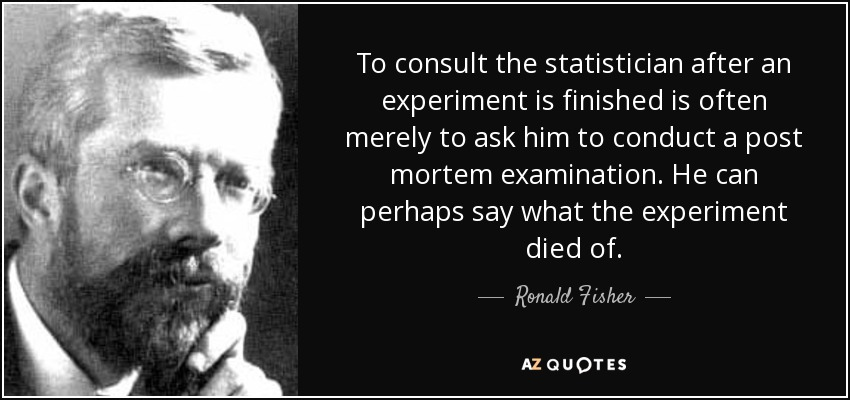 To consult the statistician after an
experiment is finished is often
merely to ask him to conduct a post
mortem examination. He can
perhaps say what the experiment
died of.
Ronald Fisher
AZ QUOTES